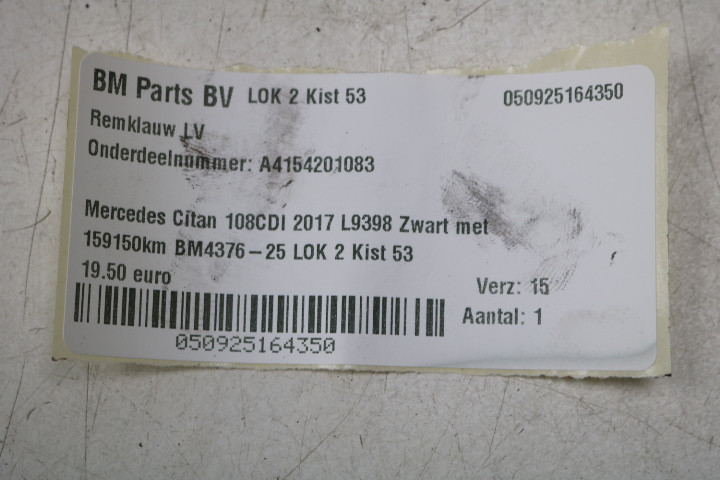 BM Parts BV LOK 2 Kist 53 050925164350
Remklauw LV
Onderdeelnummer: A4154201083
Mercedes Citan 108CDI 2017 L9398 Zwart met
159150km BM4376-25 LOK 2 Kist 53
19.50 euro
Verz: 15
Aantal: 1
050925164350